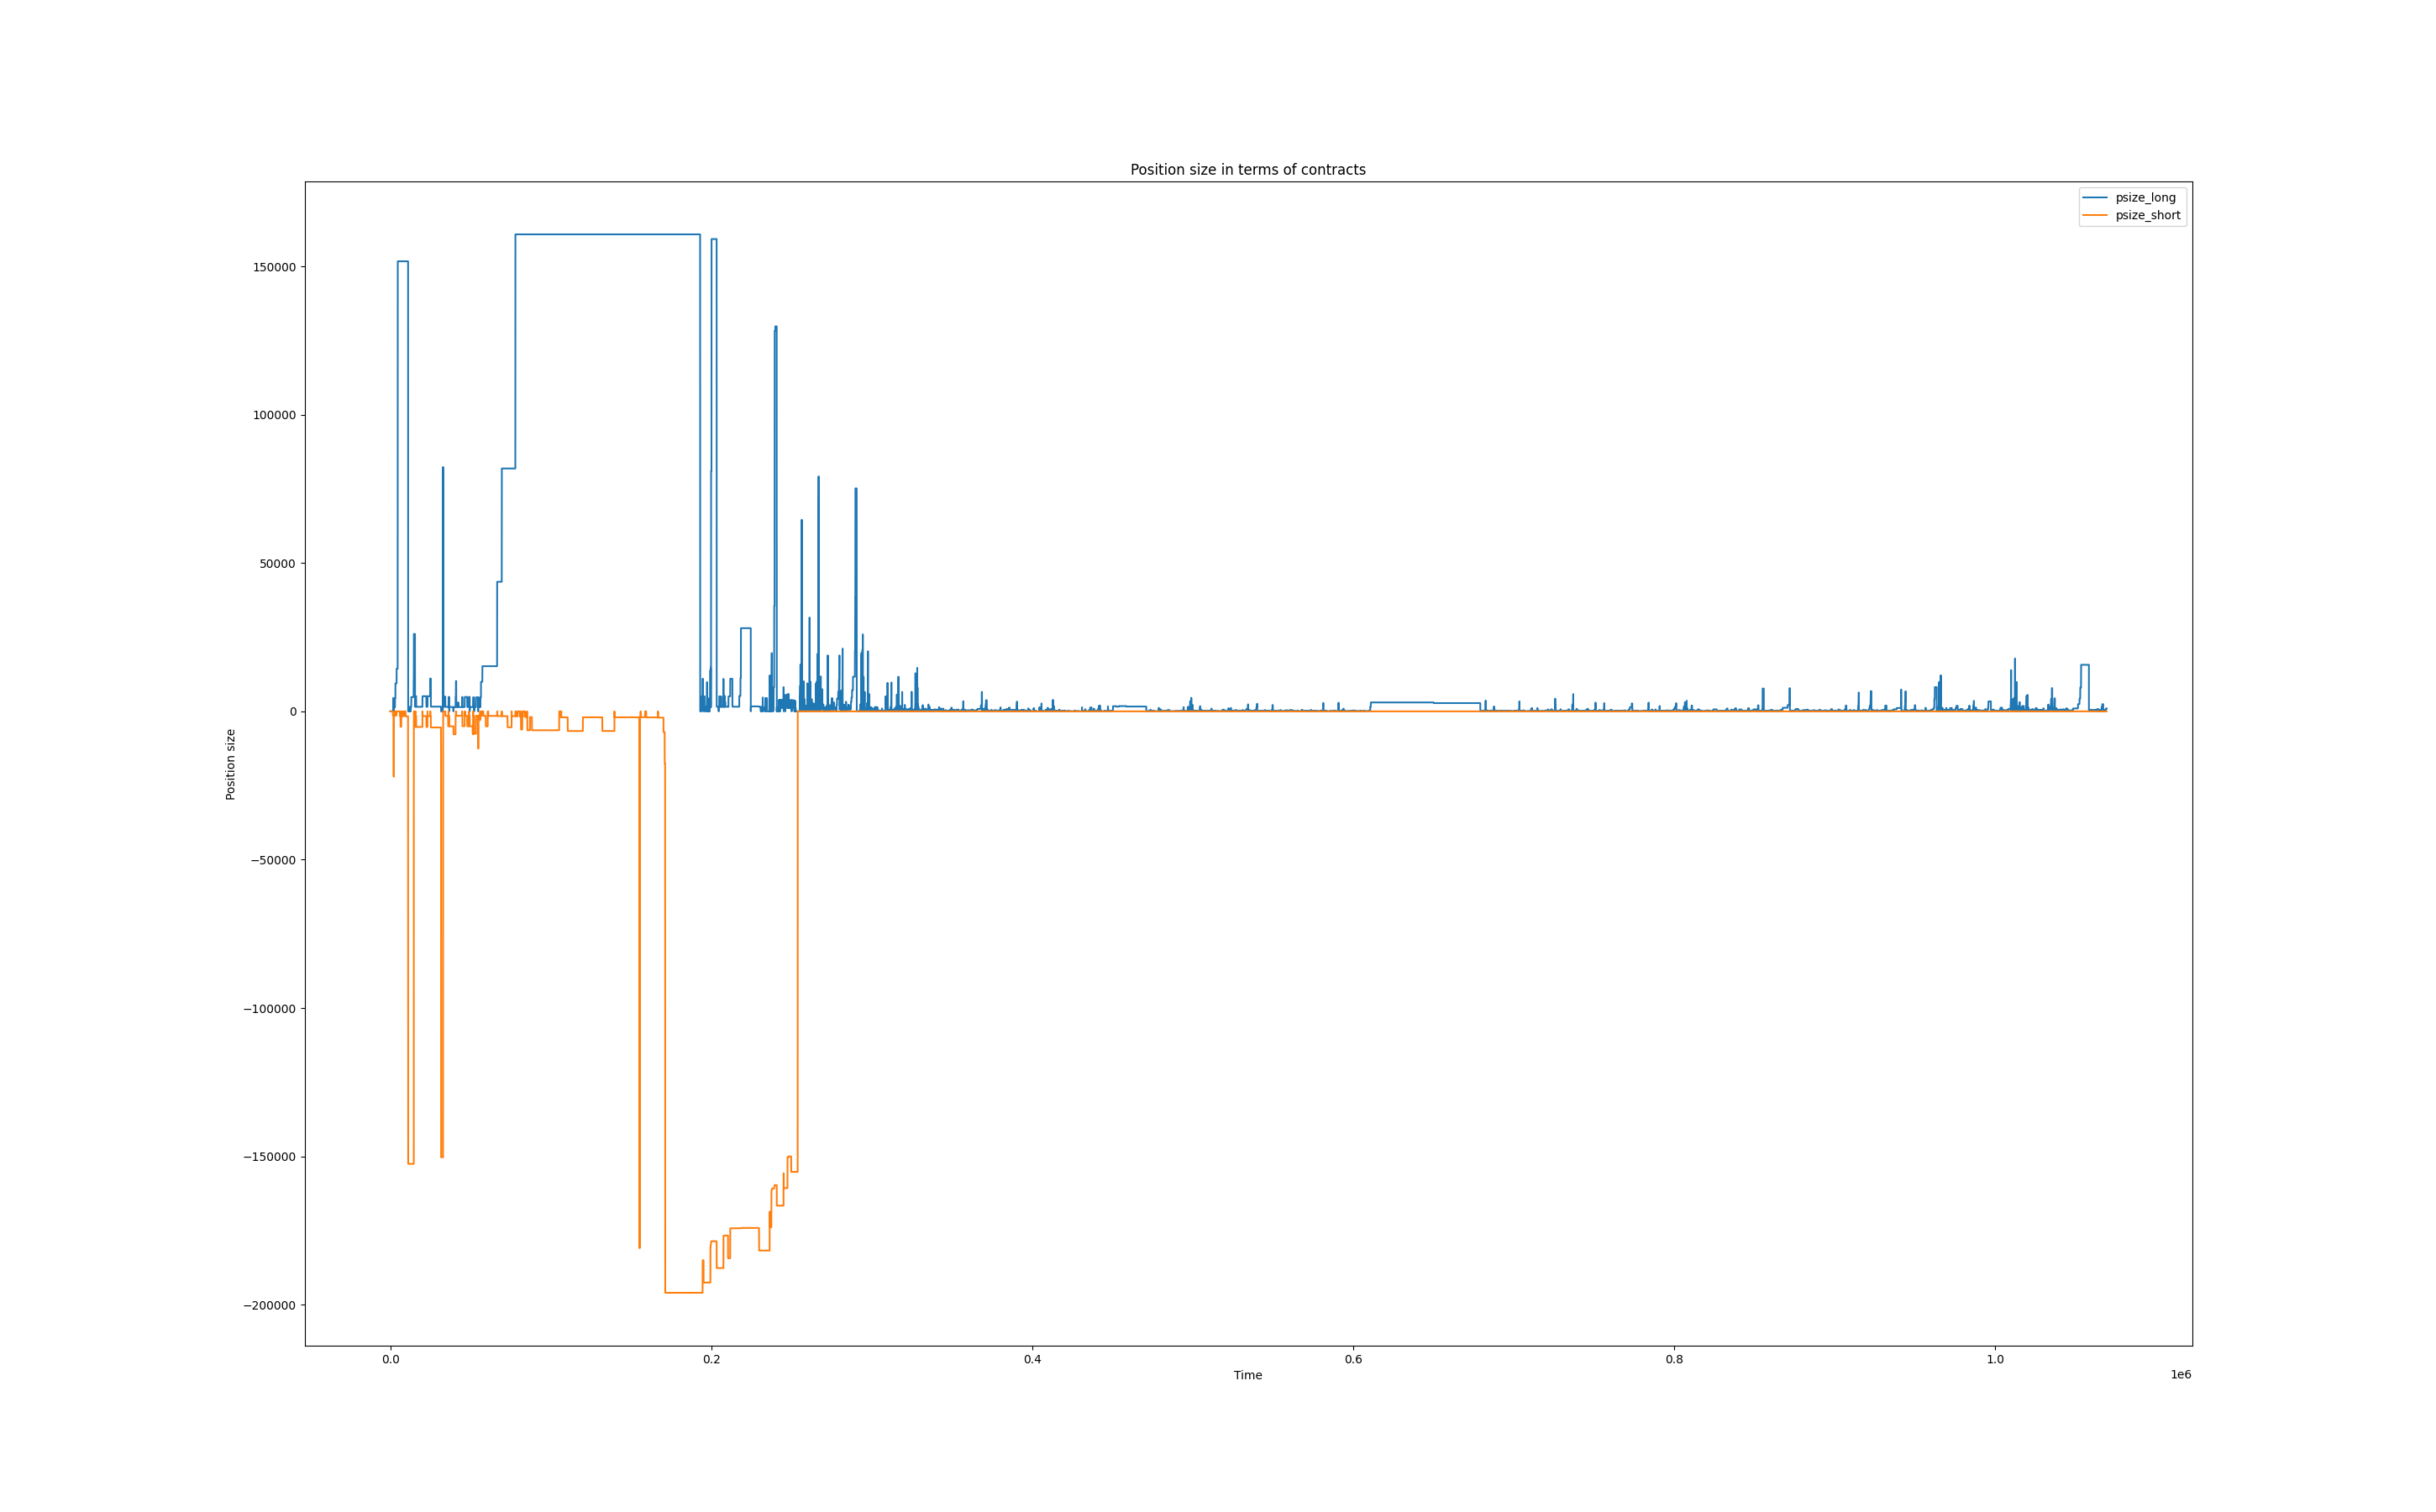 Position size in terms of contracts
psize_long
psize_short
150000
100000
50000
0
−50000
−100000
−150000
−200000
Position size
0.0
0.2
0.4
0.6
0.8
1.0
1e6
Time